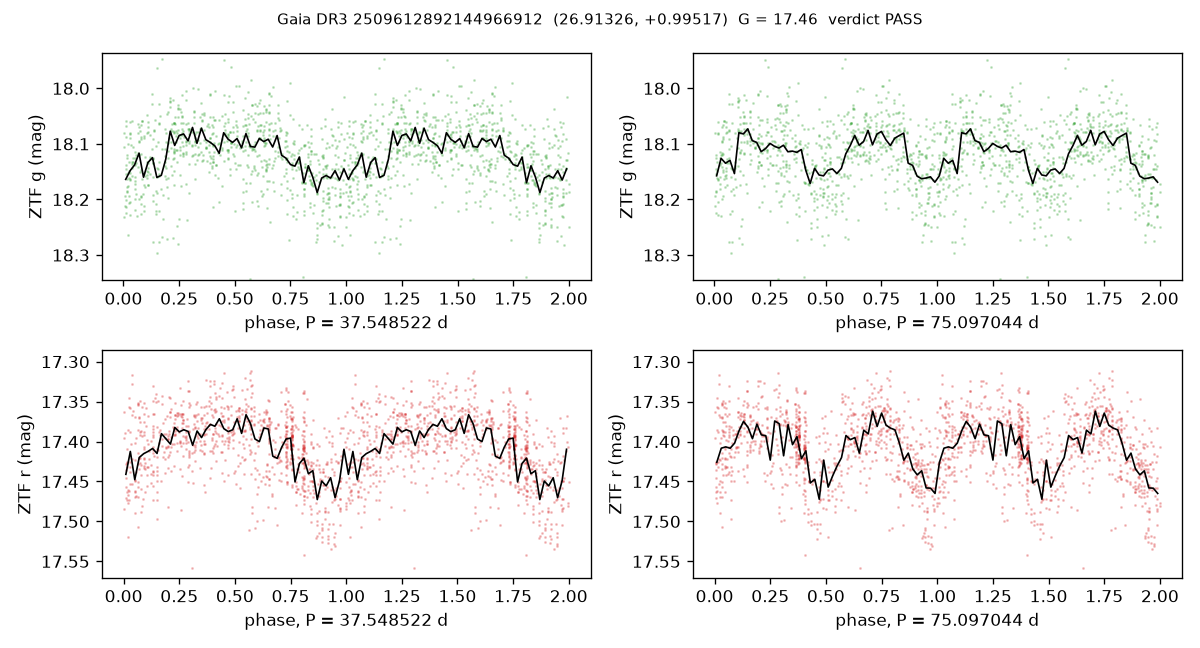 Gaia DR3 2509612892144966912 (26.91326, +0.99517) G = 17.46 verdict PASS
ZTF g (mag)
18.0
18.1
18.2
18.3
0.00 0.25 0.50 0.75 1.00 1.25 1.50 1.75 2.00
phase, P = 37.548522 d
ZTF g (mag)
18.0
18.1
18.2
18.3
0.00 0.25 0.50 0.75 1.00 1.25 1.50 1.75 2.00
phase, P = 75.097044 d
ZTF r (mag)
17.30
17.35
17.40
17.45
17.50
17.55
0.00 0.25 0.50 0.75 1.00 1.25 1.50 1.75 2.00
phase, P = 37.548522 d
ZTF r (mag)
17.30
17.35
17.40
17.45
17.50
17.55
0.00 0.25 0.50 0.75 1.00 1.25 1.50 1.75 2.00
phase, P = 75.097044 d